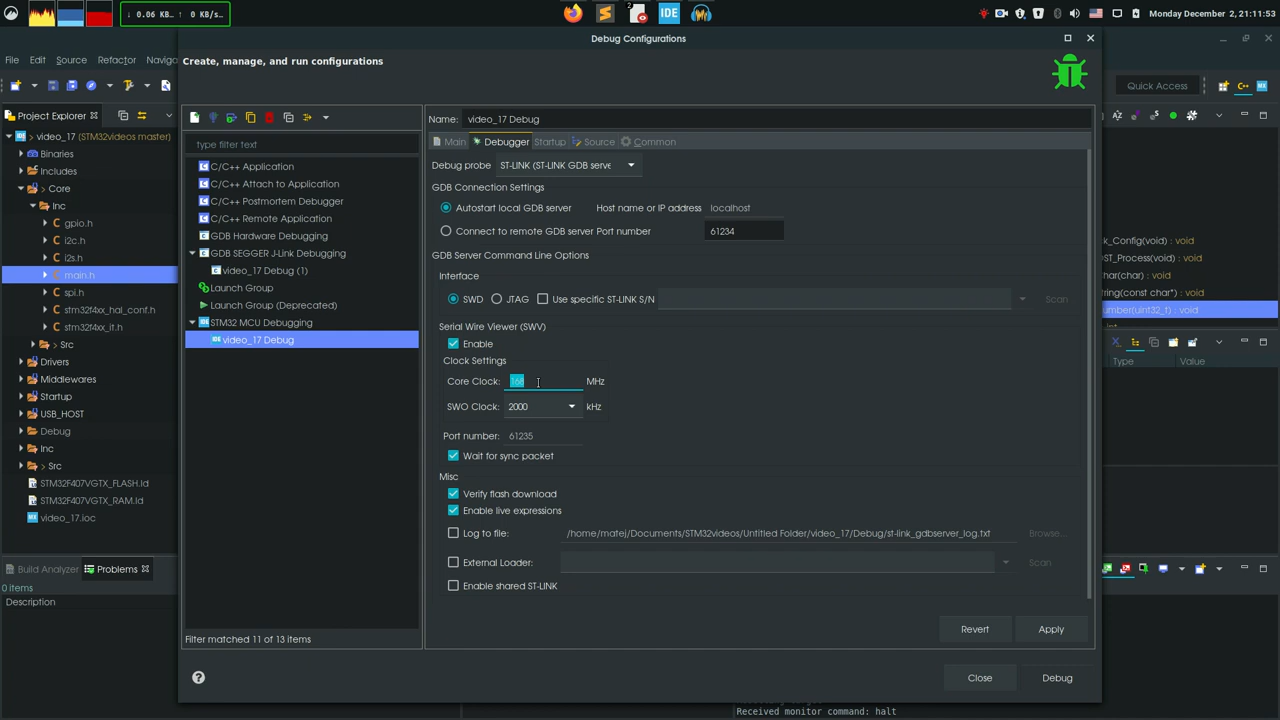 ↓ 0.06 KB/s ↑ 0 KB/s
IDE
Monday December 2, 21:11:53
Debug Configurations
File Edit Source Refactor Naviga
Create, manage, and run configurations
Quick Access
Project Explorer
Name: video_17 Debug
> video_17 (STM32videos master)
Binaries
Includes
> Core
Inc
gpio.h
i2c.h
i2s.h
main.h
spi.h
stm32f4xx_hal_conf.h
stm32f4xx_it.h
> Src
Drivers
Middlewares
Startup
USB_HOST
Debug
Inc
> Src
STM32F407VGTX_FLASH.ld
STM32F407VGTX_RAM.ld
video_17.ioc
Build Analyzer Problems
0 items
Description
type filter text
C/C++ Application
C/C++ Attach to Application
C/C++ Postmortem Debugger
C/C++ Remote Application
GDB Hardware Debugging
GDB SEGGER J-Link Debugging
video_17 Debug (1)
Launch Group
Launch Group (Deprecated)
STM32 MCU Debugging
video_17 Debug
Filter matched 11 of 13 items
Main Debugger Startup Source Common
Debug probe ST-LINK (ST-LINK GDB serve
GDB Connection Settings
Autostart local GDB server Host name or IP address localhost
Connect to remote GDB server Port number 61234
GDB Server Command Line Options
Interface
SWD JTAG Use specific ST-LINK S/N Scan
Serial Wire Viewer (SWV)
Enable
Clock Settings
Core Clock: 168 MHz
SWO Clock: 2000 kHz
Port number: 61235
Wait for sync packet
Misc
Verify flash download
Enable live expressions
Log to file: /home/matej/Documents/STM32videos/Untitled Folder/video_17/Debug/st-link_gdbserver_log.txt Browse...
External Loader: Scan
Enable shared ST-LINK
Revert Apply
Close Debug
k_Config(void) : void
OST_Process(void) : void
Char(char) : void
tring(const char*) : void
umber(uint32_t) : void
Type Value
Received monitor command: halt